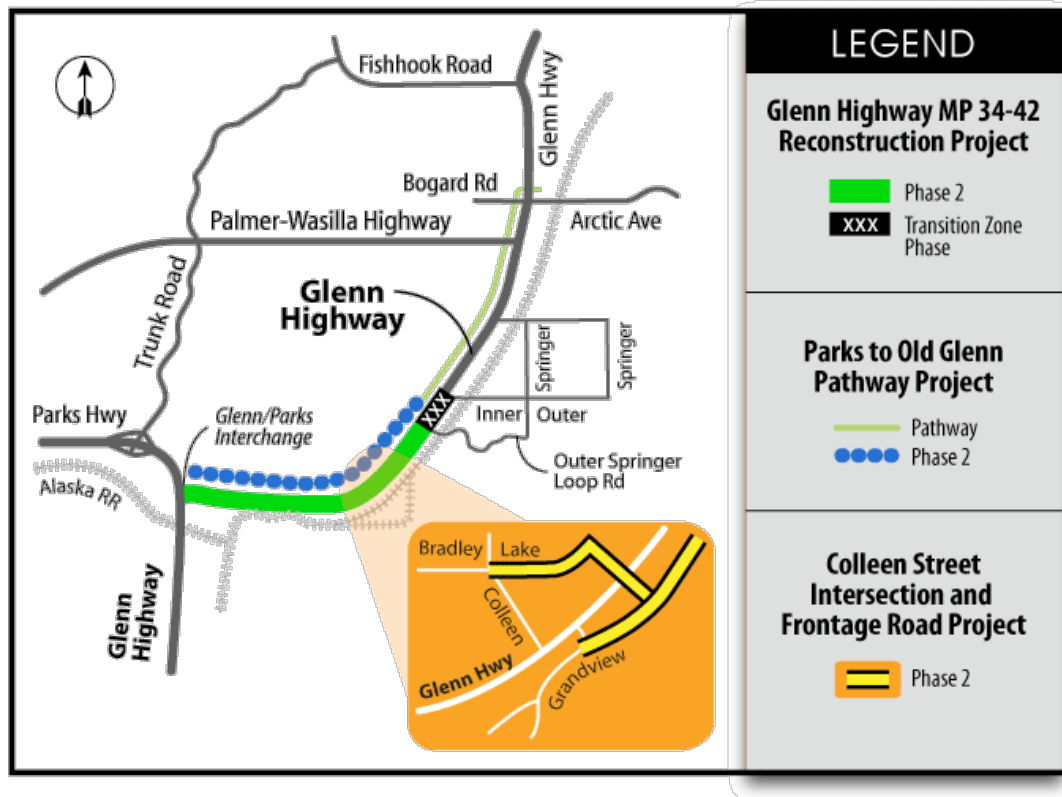 Fishhook Road
Glenn Hwy
Bogard Rd
Arctic Ave
Palmer-Wasilla Highway
Trunk Road
Glenn
Highway
Springer
Springer
Inner
Outer
XXX
Parks Hwy
Glenn/Parks
Interchange
Outer Springer
Loop Rd
Alaska RR
Glenn
Highway
Bradley
Lake
Colleen
Glenn Hwy
Grandview
LEGEND
Glenn Highway MP 34-42
Reconstruction Project
Phase 2
XXX
Transition Zone
Phase
Parks to Old Glenn
Pathway Project
Pathway
Phase 2
Colleen Street
Intersection and
Frontage Road Project
Phase 2